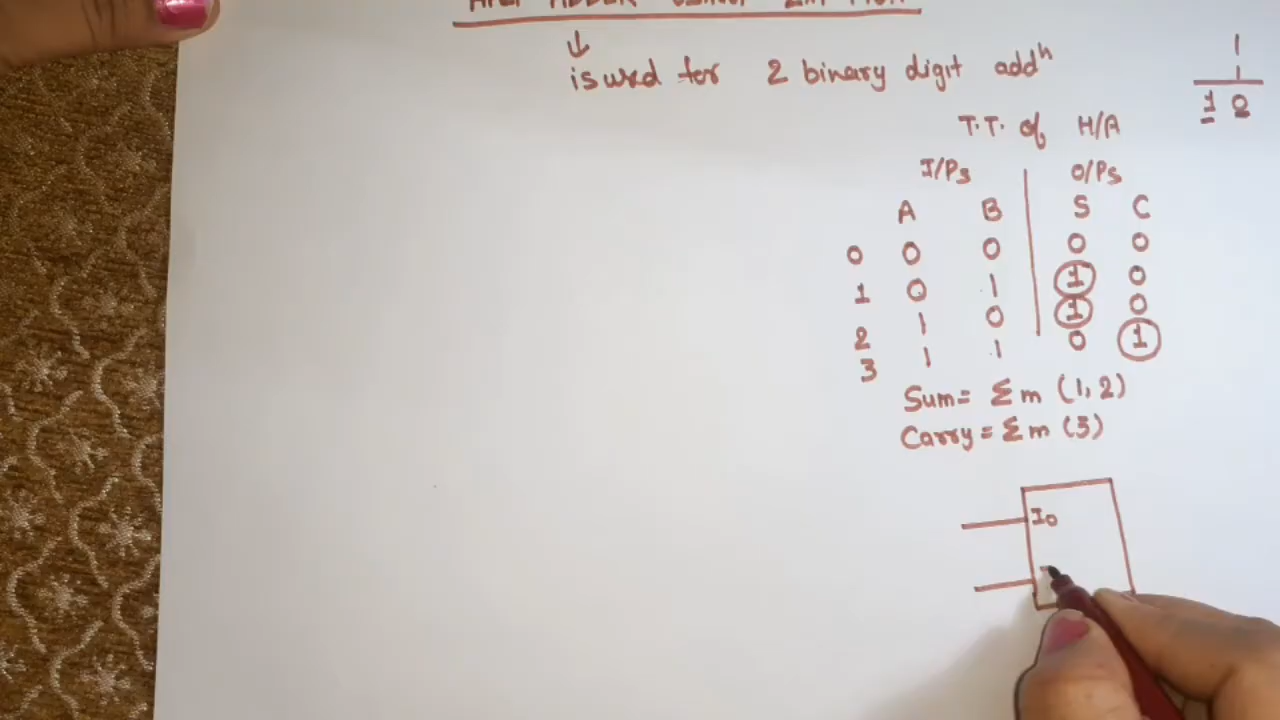 is used for 2 binary digit addn
1
1
1 0
T.T. of H/A
I/Ps O/Ps
A B S C
0 0 0 0 0
1 0 1 1 0
2 1 0 1 0
3 1 1 0 1
Sum = Σm (1,2)
Carry = Σm (3)
I0